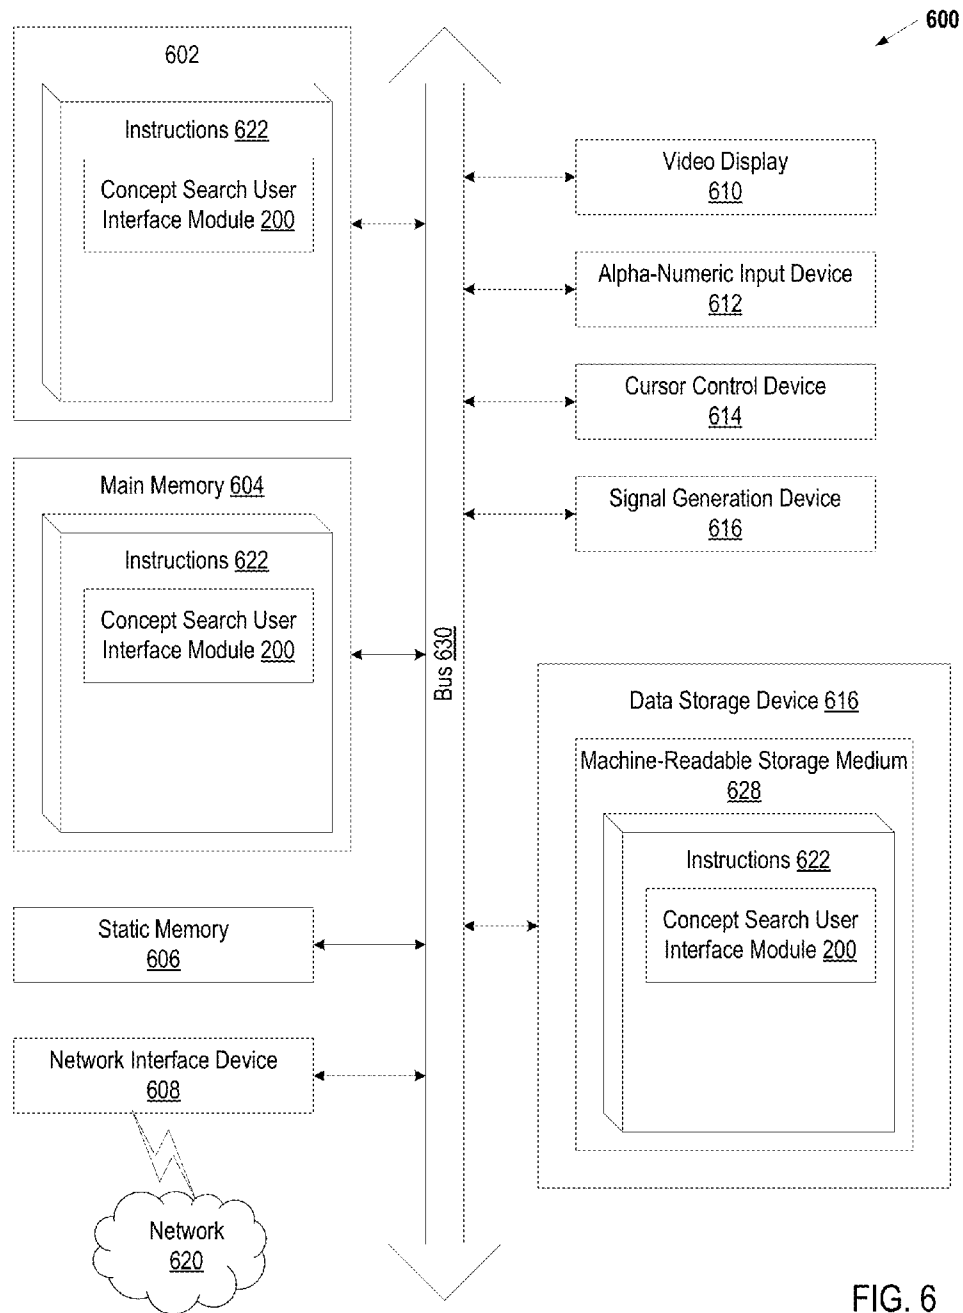 600
602
Instructions 622
Concept Search User
Interface Module 200
Main Memory 604
Instructions 622
Concept Search User
Interface Module 200
Static Memory
606
Network Interface Device
608
Network
620
Bus 630
Video Display
610
Alpha-Numeric Input Device
612
Cursor Control Device
614
Signal Generation Device
616
Data Storage Device 616
Machine-Readable Storage Medium
628
Instructions 622
Concept Search User
Interface Module 200
FIG. 6